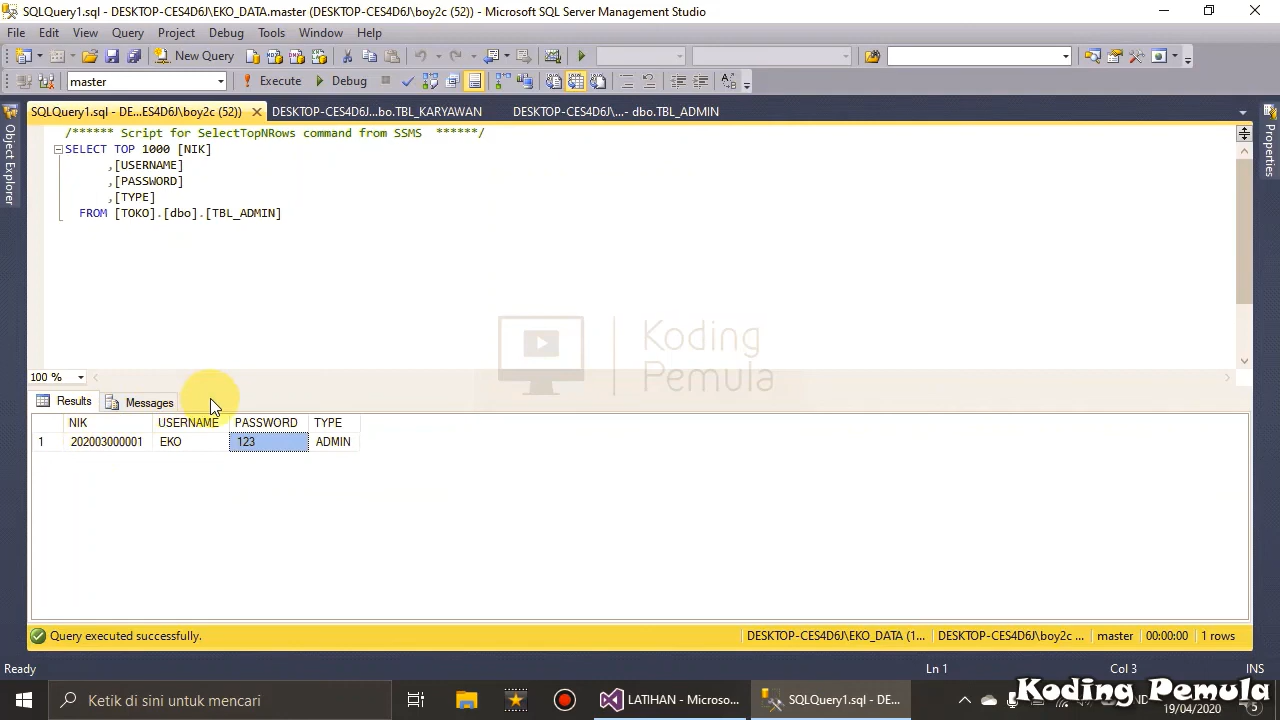 SQLQuery1.sql - DESKTOP-CES4D6J\EKO_DATA.master (DESKTOP-CES4D6J\boy2c (52)) - Microsoft SQL Server Management Studio
File Edit View Query Project Debug Tools Window Help
New Query
master Execute Debug
SQLQuery1.sql - DE...ES4D6J\boy2c (52)) DESKTOP-CES4D6J...bo.TBL_KARYAWAN DESKTOP-CES4D6J\...- dbo.TBL_ADMIN
Object Explorer
Properties
/****** Script for SelectTopNRows command from SSMS ******/
SELECT TOP 1000 [NIK]
,[USERNAME]
,[PASSWORD]
,[TYPE]
FROM [TOKO].[dbo].[TBL_ADMIN]
Koding
Pemula
100 %
Results Messages
NIK USERNAME PASSWORD TYPE
1 202003000001 EKO 123 ADMIN
Query executed successfully. DESKTOP-CES4D6J\EKO_DATA (1... DESKTOP-CES4D6J\boy2c ... master 00:00:00 1 rows
Ready Ln 1 Col 3 INS
Ketik di sini untuk mencari LATIHAN - Microso... SQLQuery1.sql - DE...
Koding Pemula
19/04/2020 5